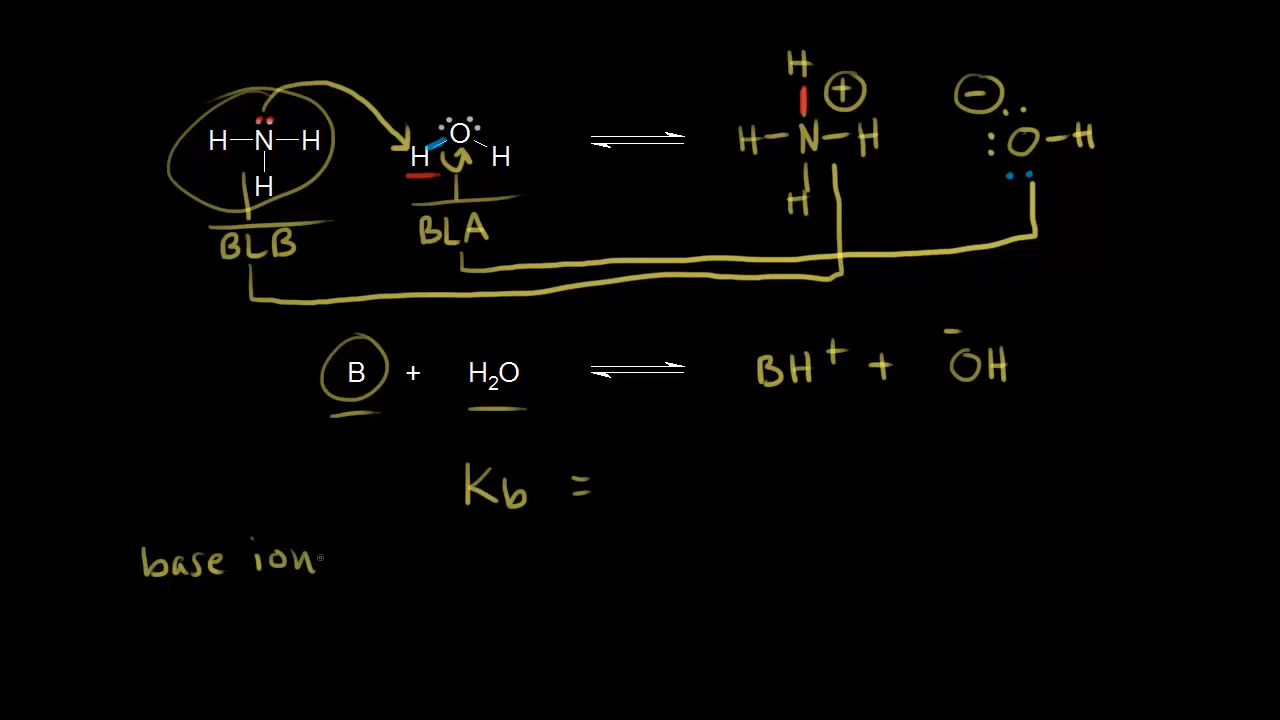 H
+
−
H — N — H
H
H O H
H — N — H
O — H
H
H
BLB
BLA
B + H₂O ⇌ BH⁺ + ⁻OH
Kb =
base ion